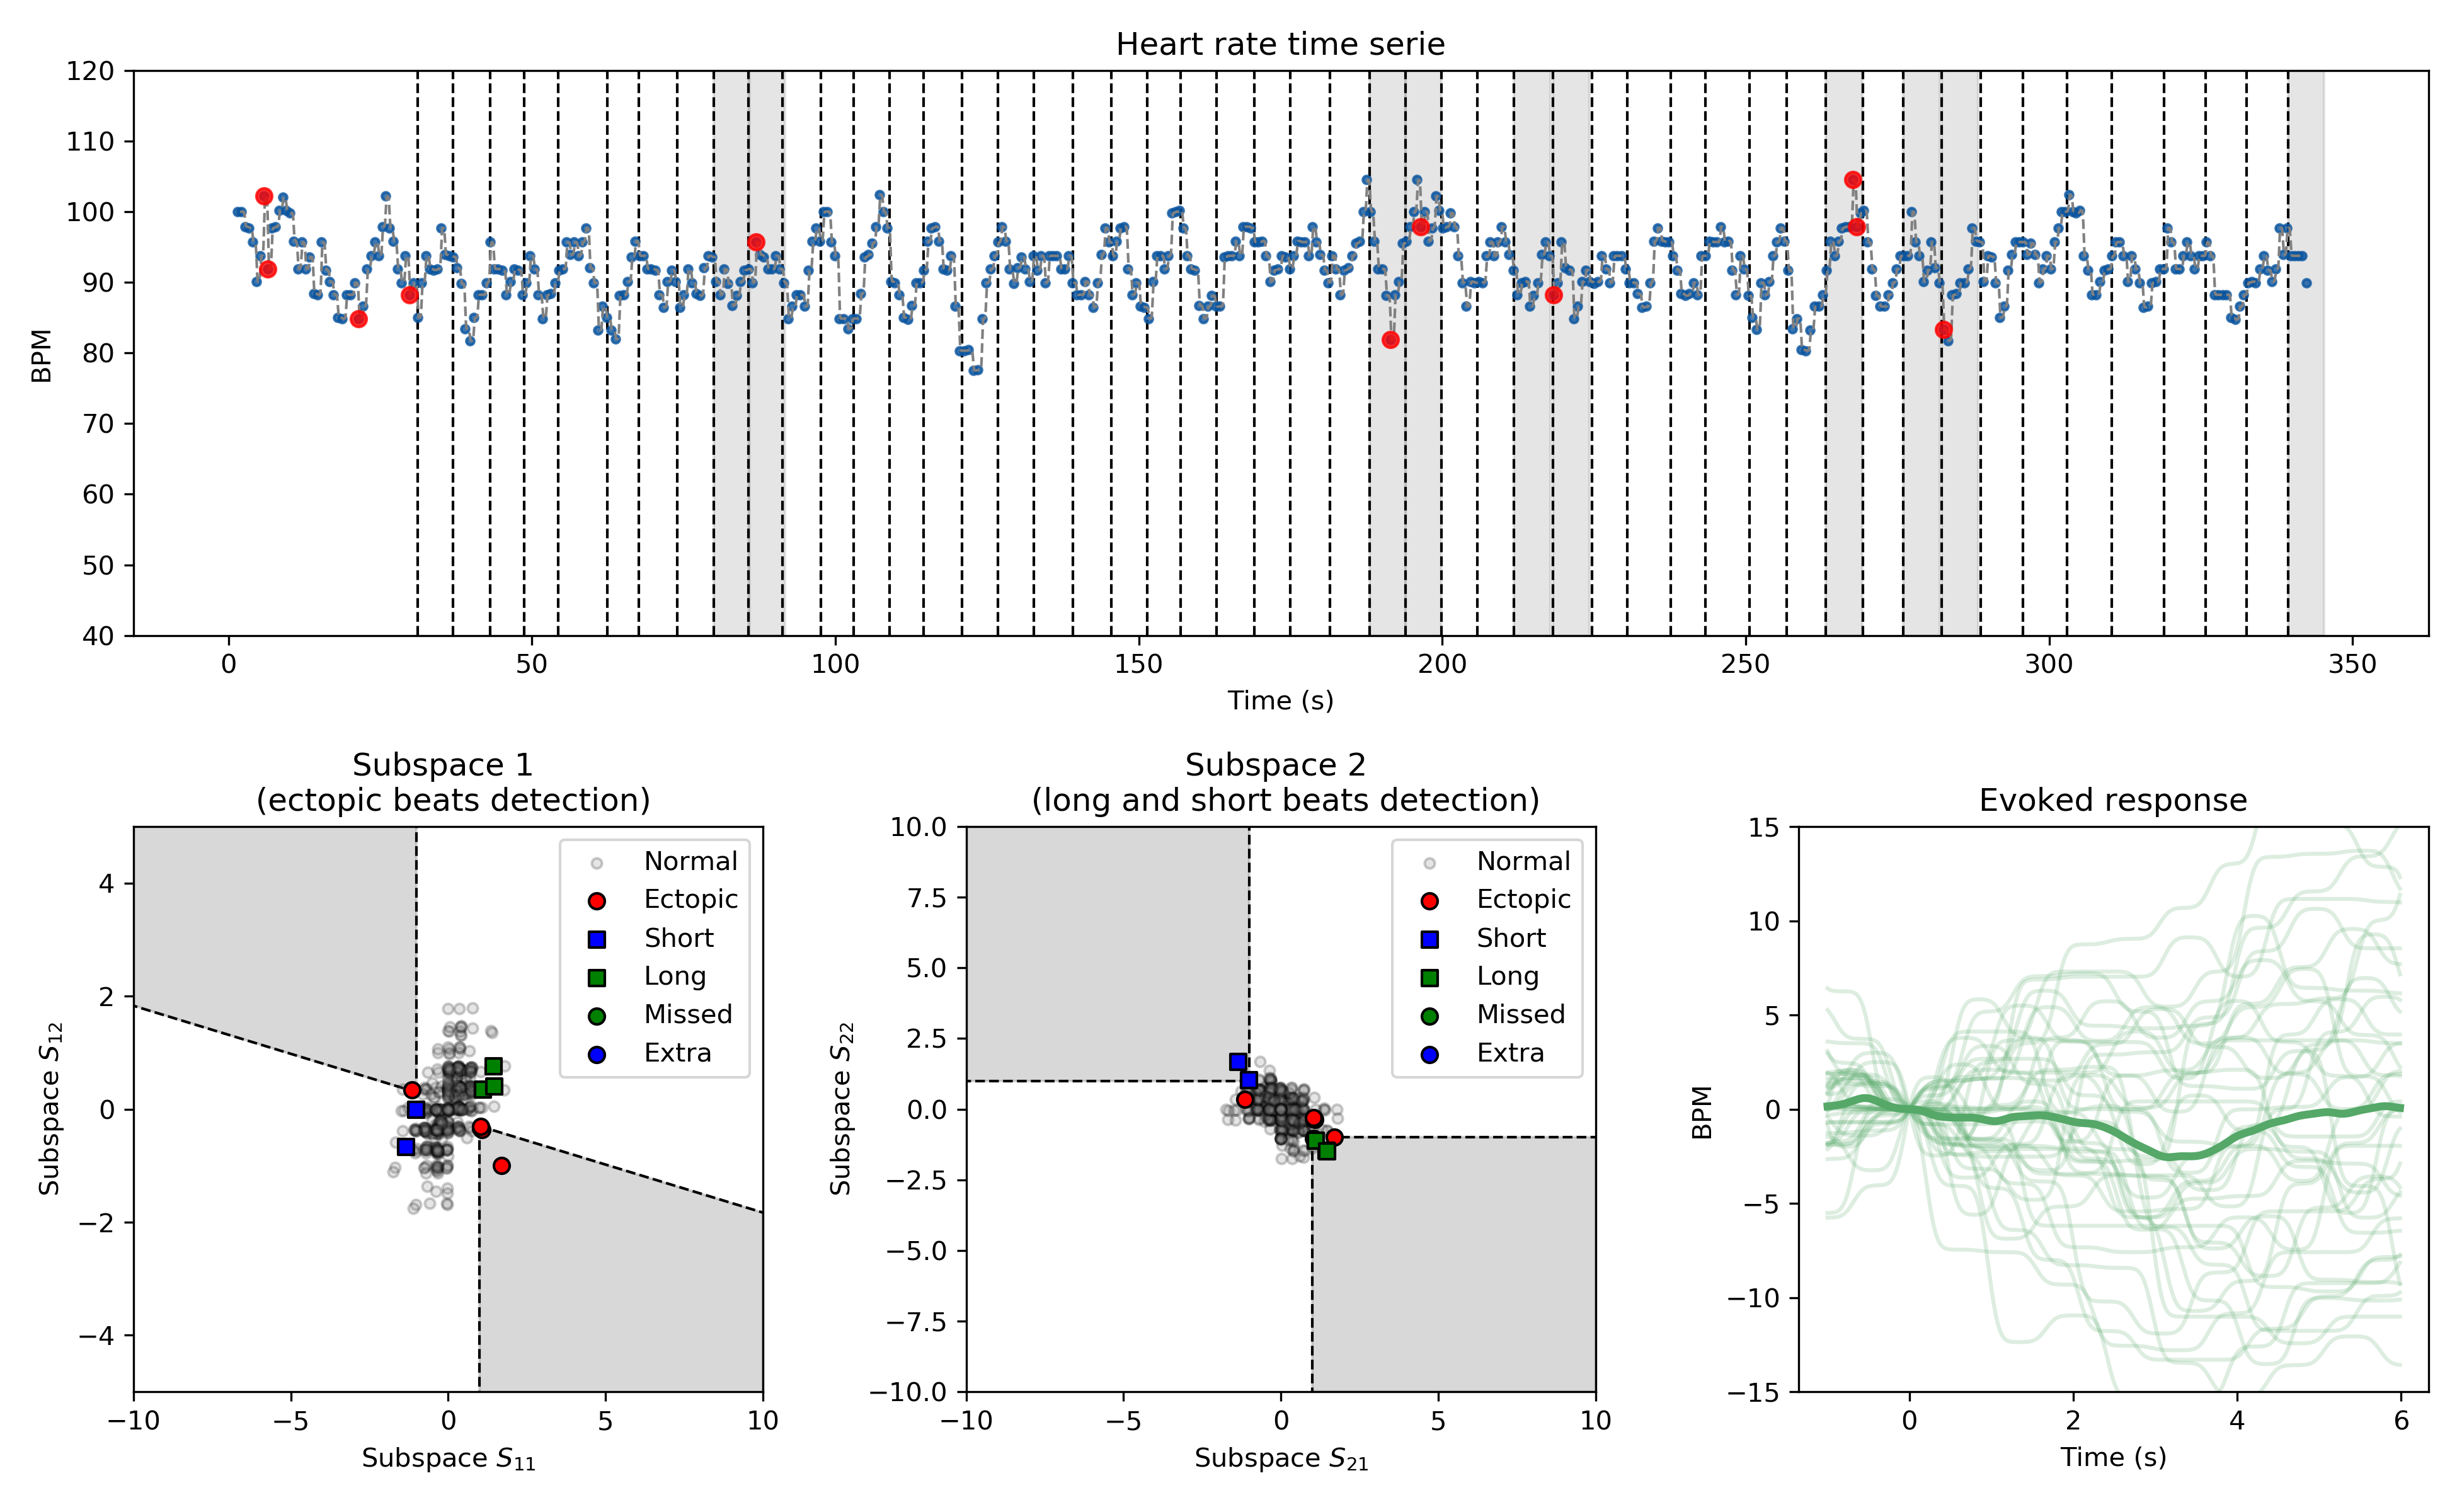 Heart rate time serie
120
110
100
90
80
70
60
50
40
BPM
0 50 100 150 200 250 300 350
Time (s)
Subspace 1
(ectopic beats detection)
4
2
0
−2
−4
Subspace S12
−10 −5 0 5 10
Subspace S11
Normal
Ectopic
Short
Long
Missed
Extra
Subspace 2
(long and short beats detection)
10.0
7.5
5.0
2.5
0.0
−2.5
−5.0
−7.5
−10.0
Subspace S22
−10 −5 0 5 10
Subspace S21
Normal
Ectopic
Short
Long
Missed
Extra
Evoked response
15
10
5
0
−5
−10
−15
BPM
0 2 4 6
Time (s)